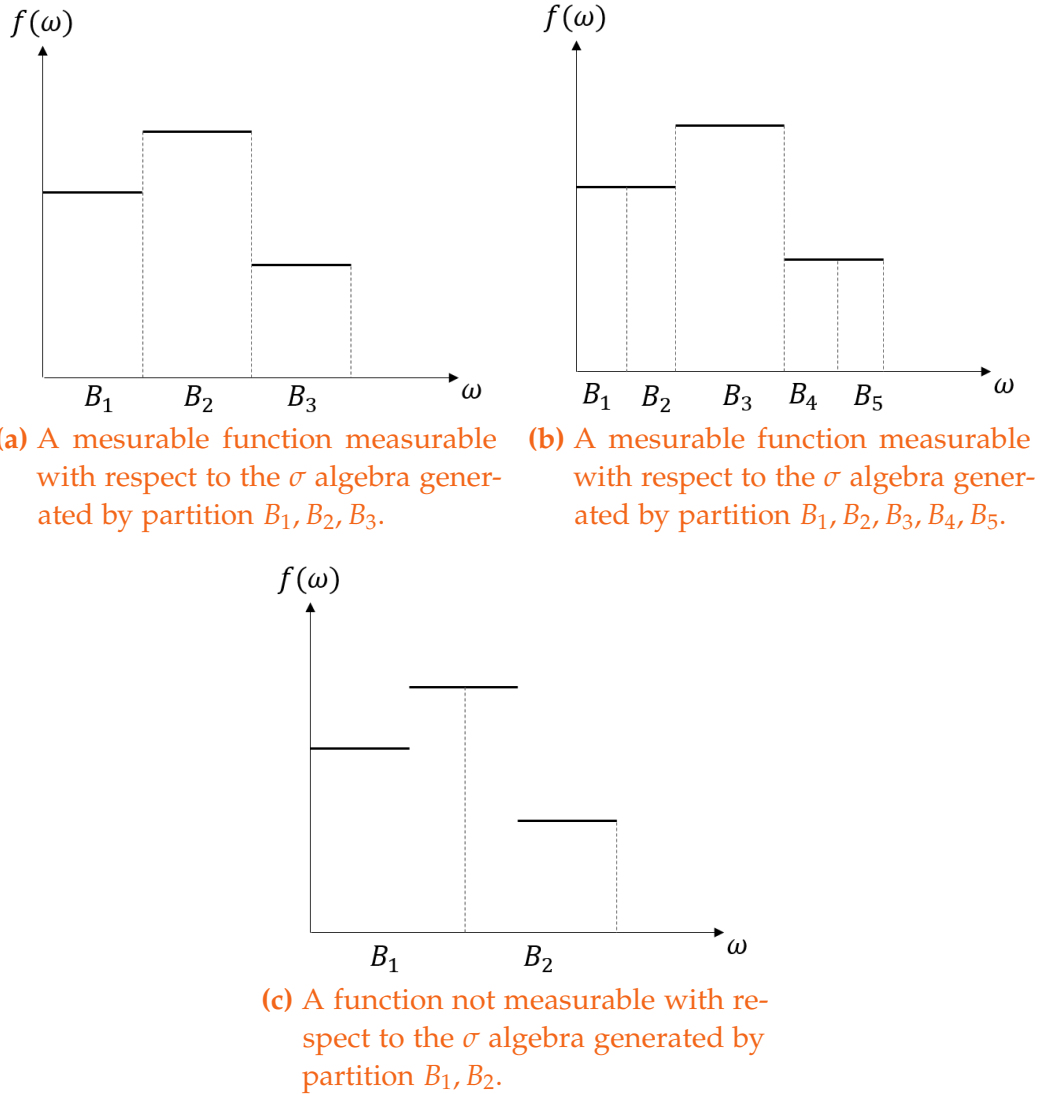 f(ω)
B₁ B₂ B₃ ω
(a) A mesurable function measurable
with respect to the σ algebra gener-
ated by partition B₁, B₂, B₃.
f(ω)
B₁ B₂ B₃ B₄ B₅ ω
(b) A mesurable function measurable
with respect to the σ algebra gener-
ated by partition B₁, B₂, B₃, B₄, B₅.
f(ω)
B₁ B₂ ω
(c) A function not measurable with re-
spect to the σ algebra generated by
partition B₁, B₂.